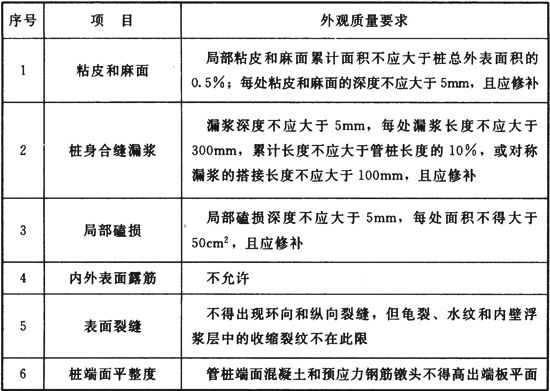 序号 项目 外观质量要求
1 粘皮和麻面 局部粘皮和麻面累计面积不应大于桩总外表面积的
0.5%；每处粘皮和麻面的深度不应大于5mm，且应修补
2 桩身合缝漏浆 漏浆深度不应大于5mm，每处漏浆长度不应大于
300mm，累计长度不应大于管桩长度的10%，或对称
漏浆的搭接长度不应大于100mm，且应修补
3 局部磕损 局部磕损深度不应大于5mm，每处面积不得大于
50cm²，且应修补
4 内外表面露筋 不允许
5 表面裂缝 不得出现环向和纵向裂缝，但龟裂、水纹和内壁浮
浆层中的收缩裂纹不在此限
6 桩端面平整度 管桩端面混凝土和预应力钢筋镦头不得高出端板平面